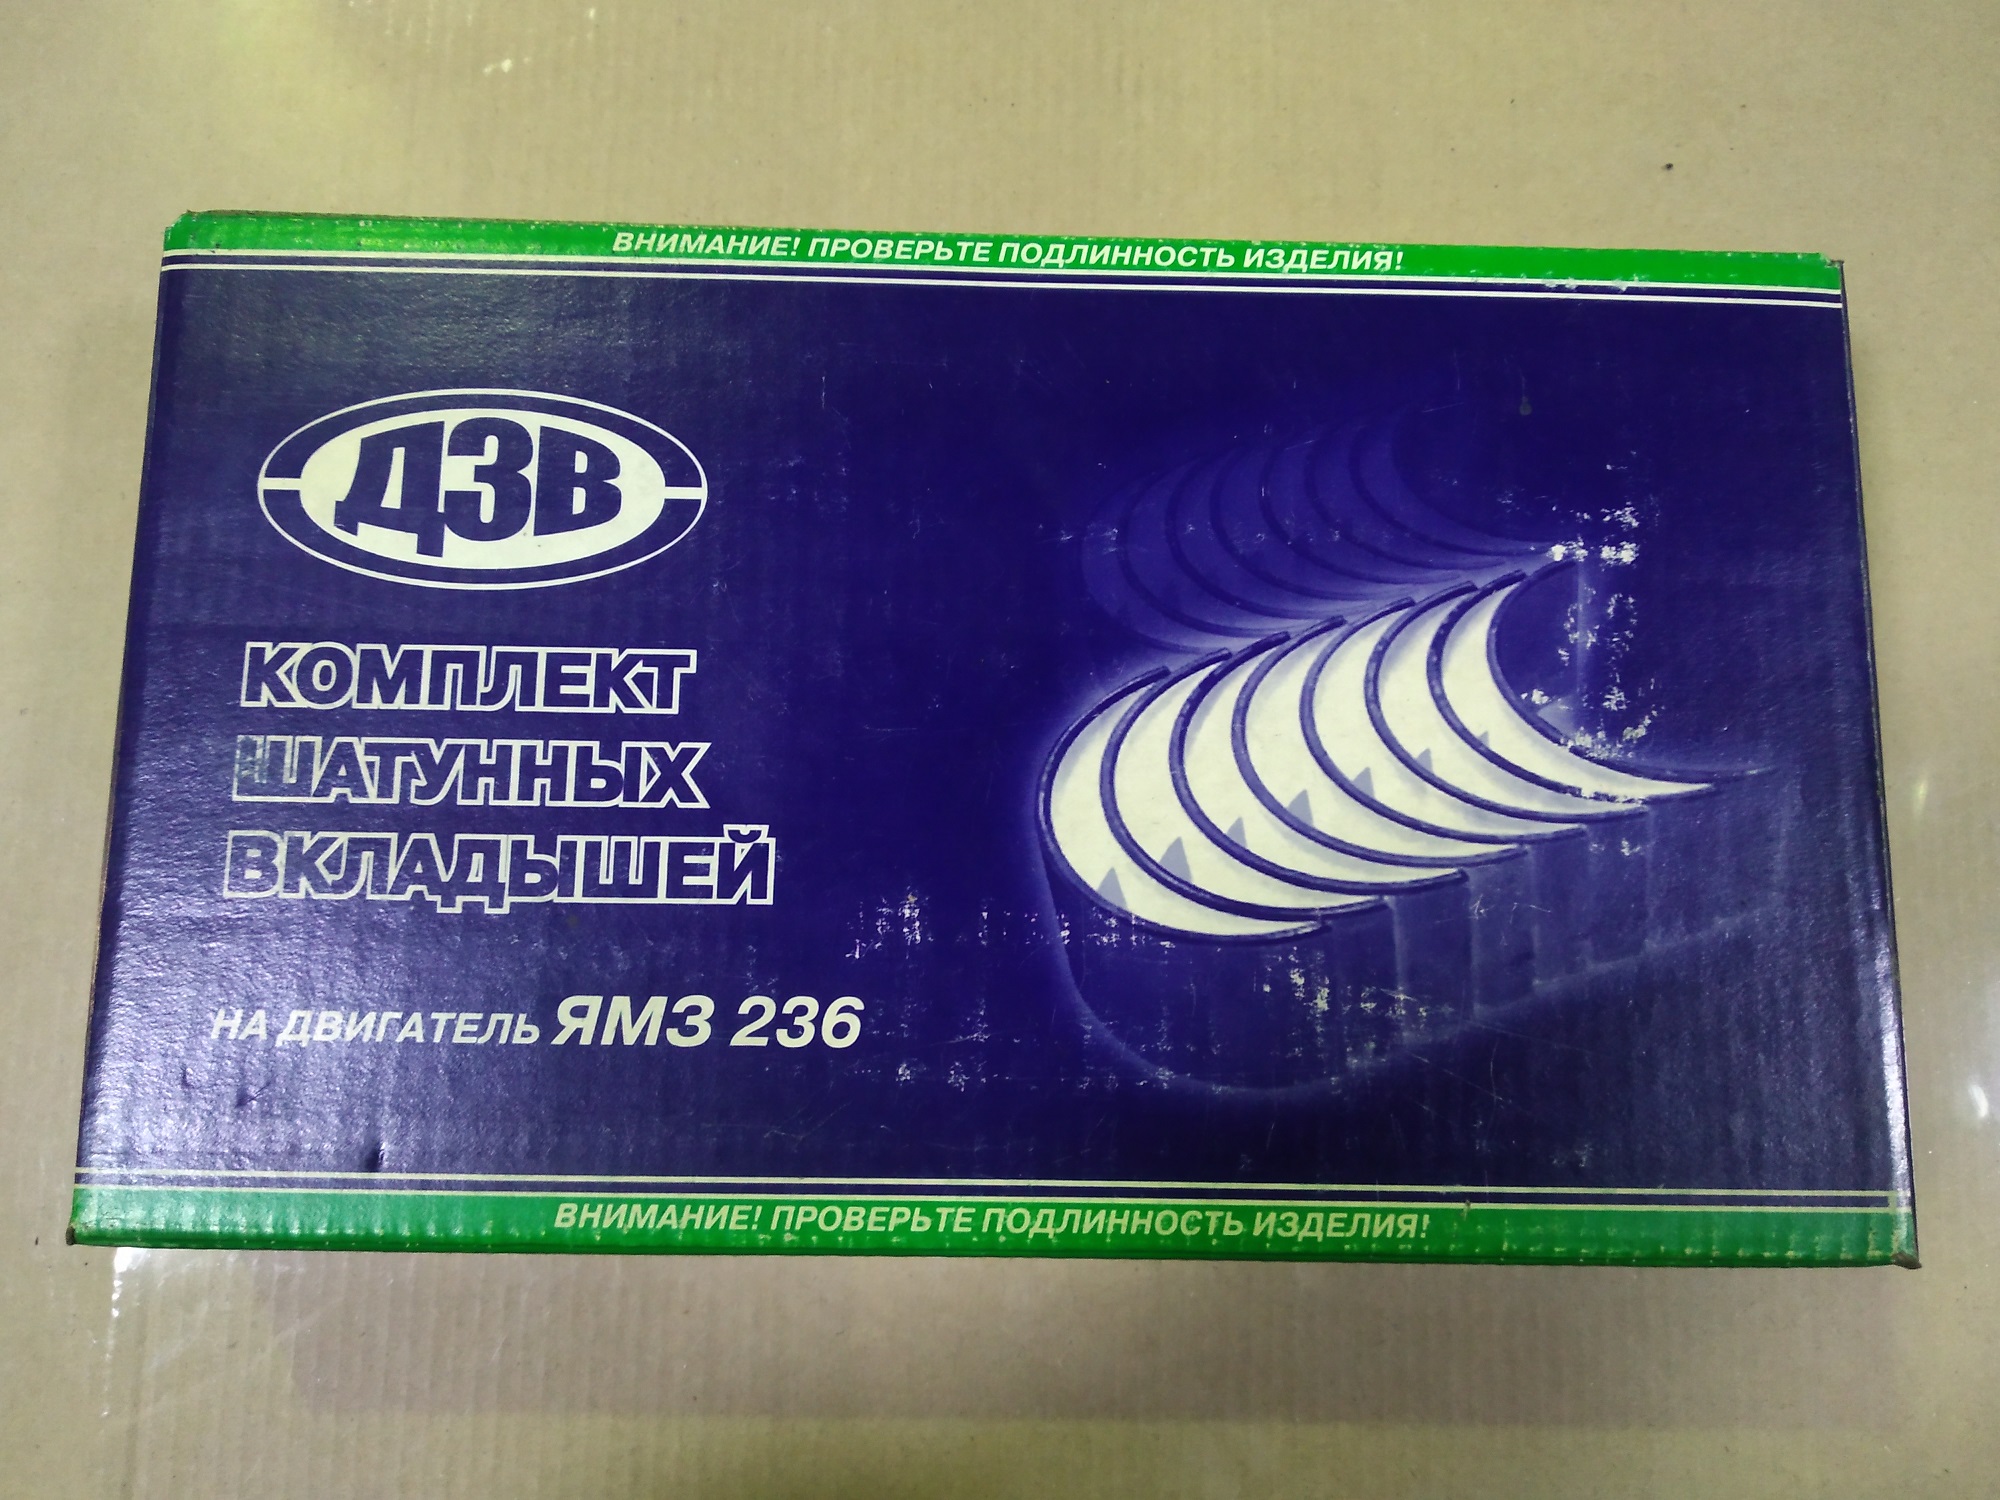 ВНИМАНИЕ! ПРОВЕРЬТЕ ПОДЛИННОСТЬ ИЗДЕЛИЯ!
ДЗВ
КОМПЛЕКТ
ШАТУННЫХ
ВКЛАДЫШЕЙ
НА ДВИГАТЕЛЬ ЯМЗ 236
ВНИМАНИЕ! ПРОВЕРЬТЕ ПОДЛИННОСТЬ ИЗДЕЛИЯ!